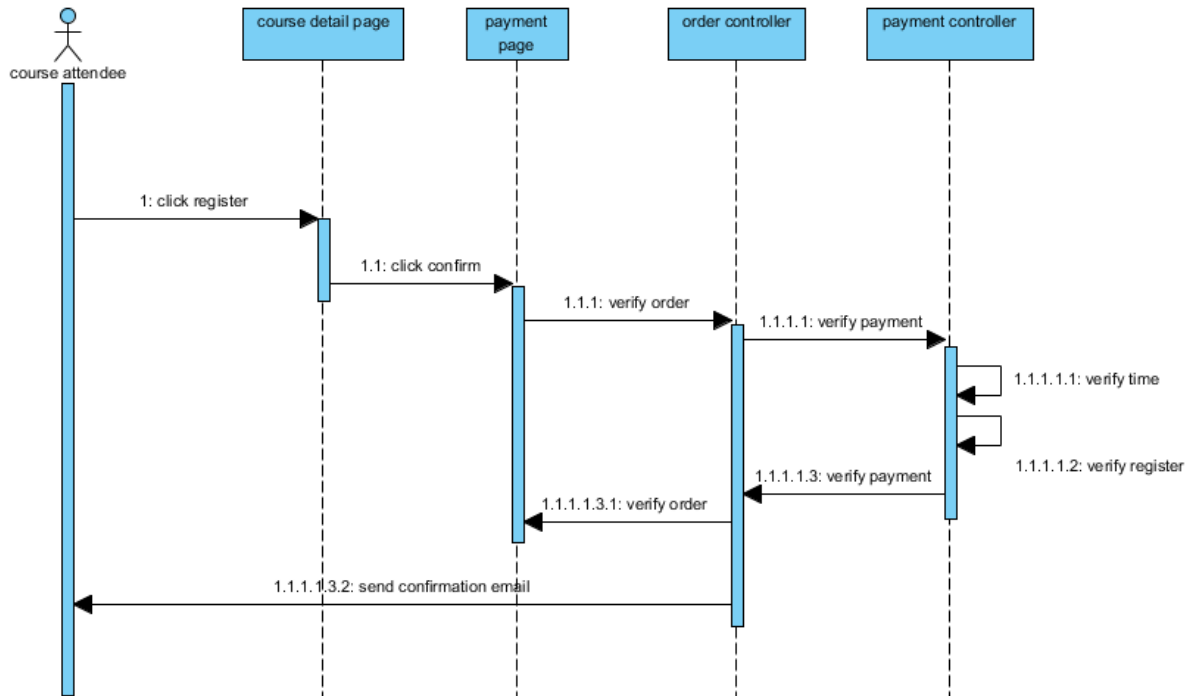 course detail page
payment
page
order controller
payment controller
course attendee
1: click register
1.1: click confirm
1.1.1: verify order
1.1.1.1: verify payment
1.1.1.1.1: verify time
1.1.1.1.2: verify register
1.1.1.1.3: verify payment
1.1.1.1.3.1: verify order
1.1.1.1.3.2: send confirmation email